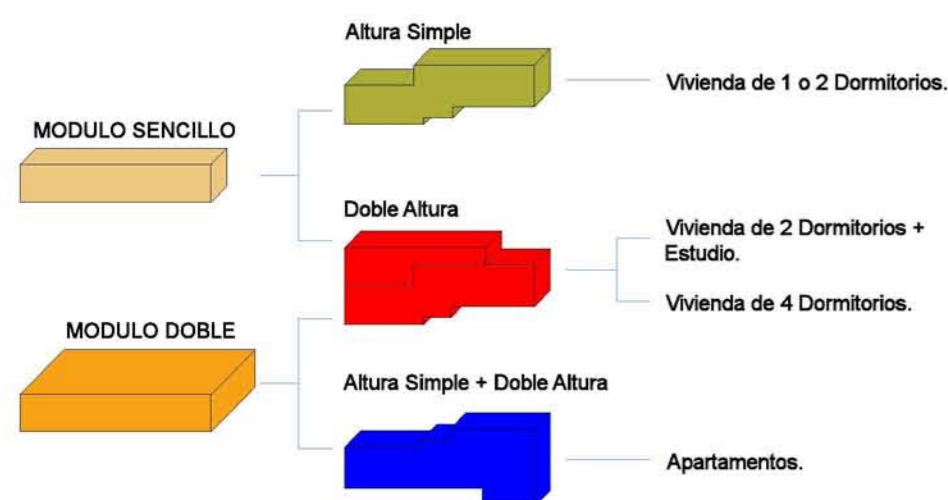 Altura Simple
Vivienda de 1 o 2 Dormitorios.
MODULO SENCILLO
Doble Altura
Vivienda de 2 Dormitorios +
Estudio.
Vivienda de 4 Dormitorios.
MODULO DOBLE
Altura Simple + Doble Altura
Apartamentos.